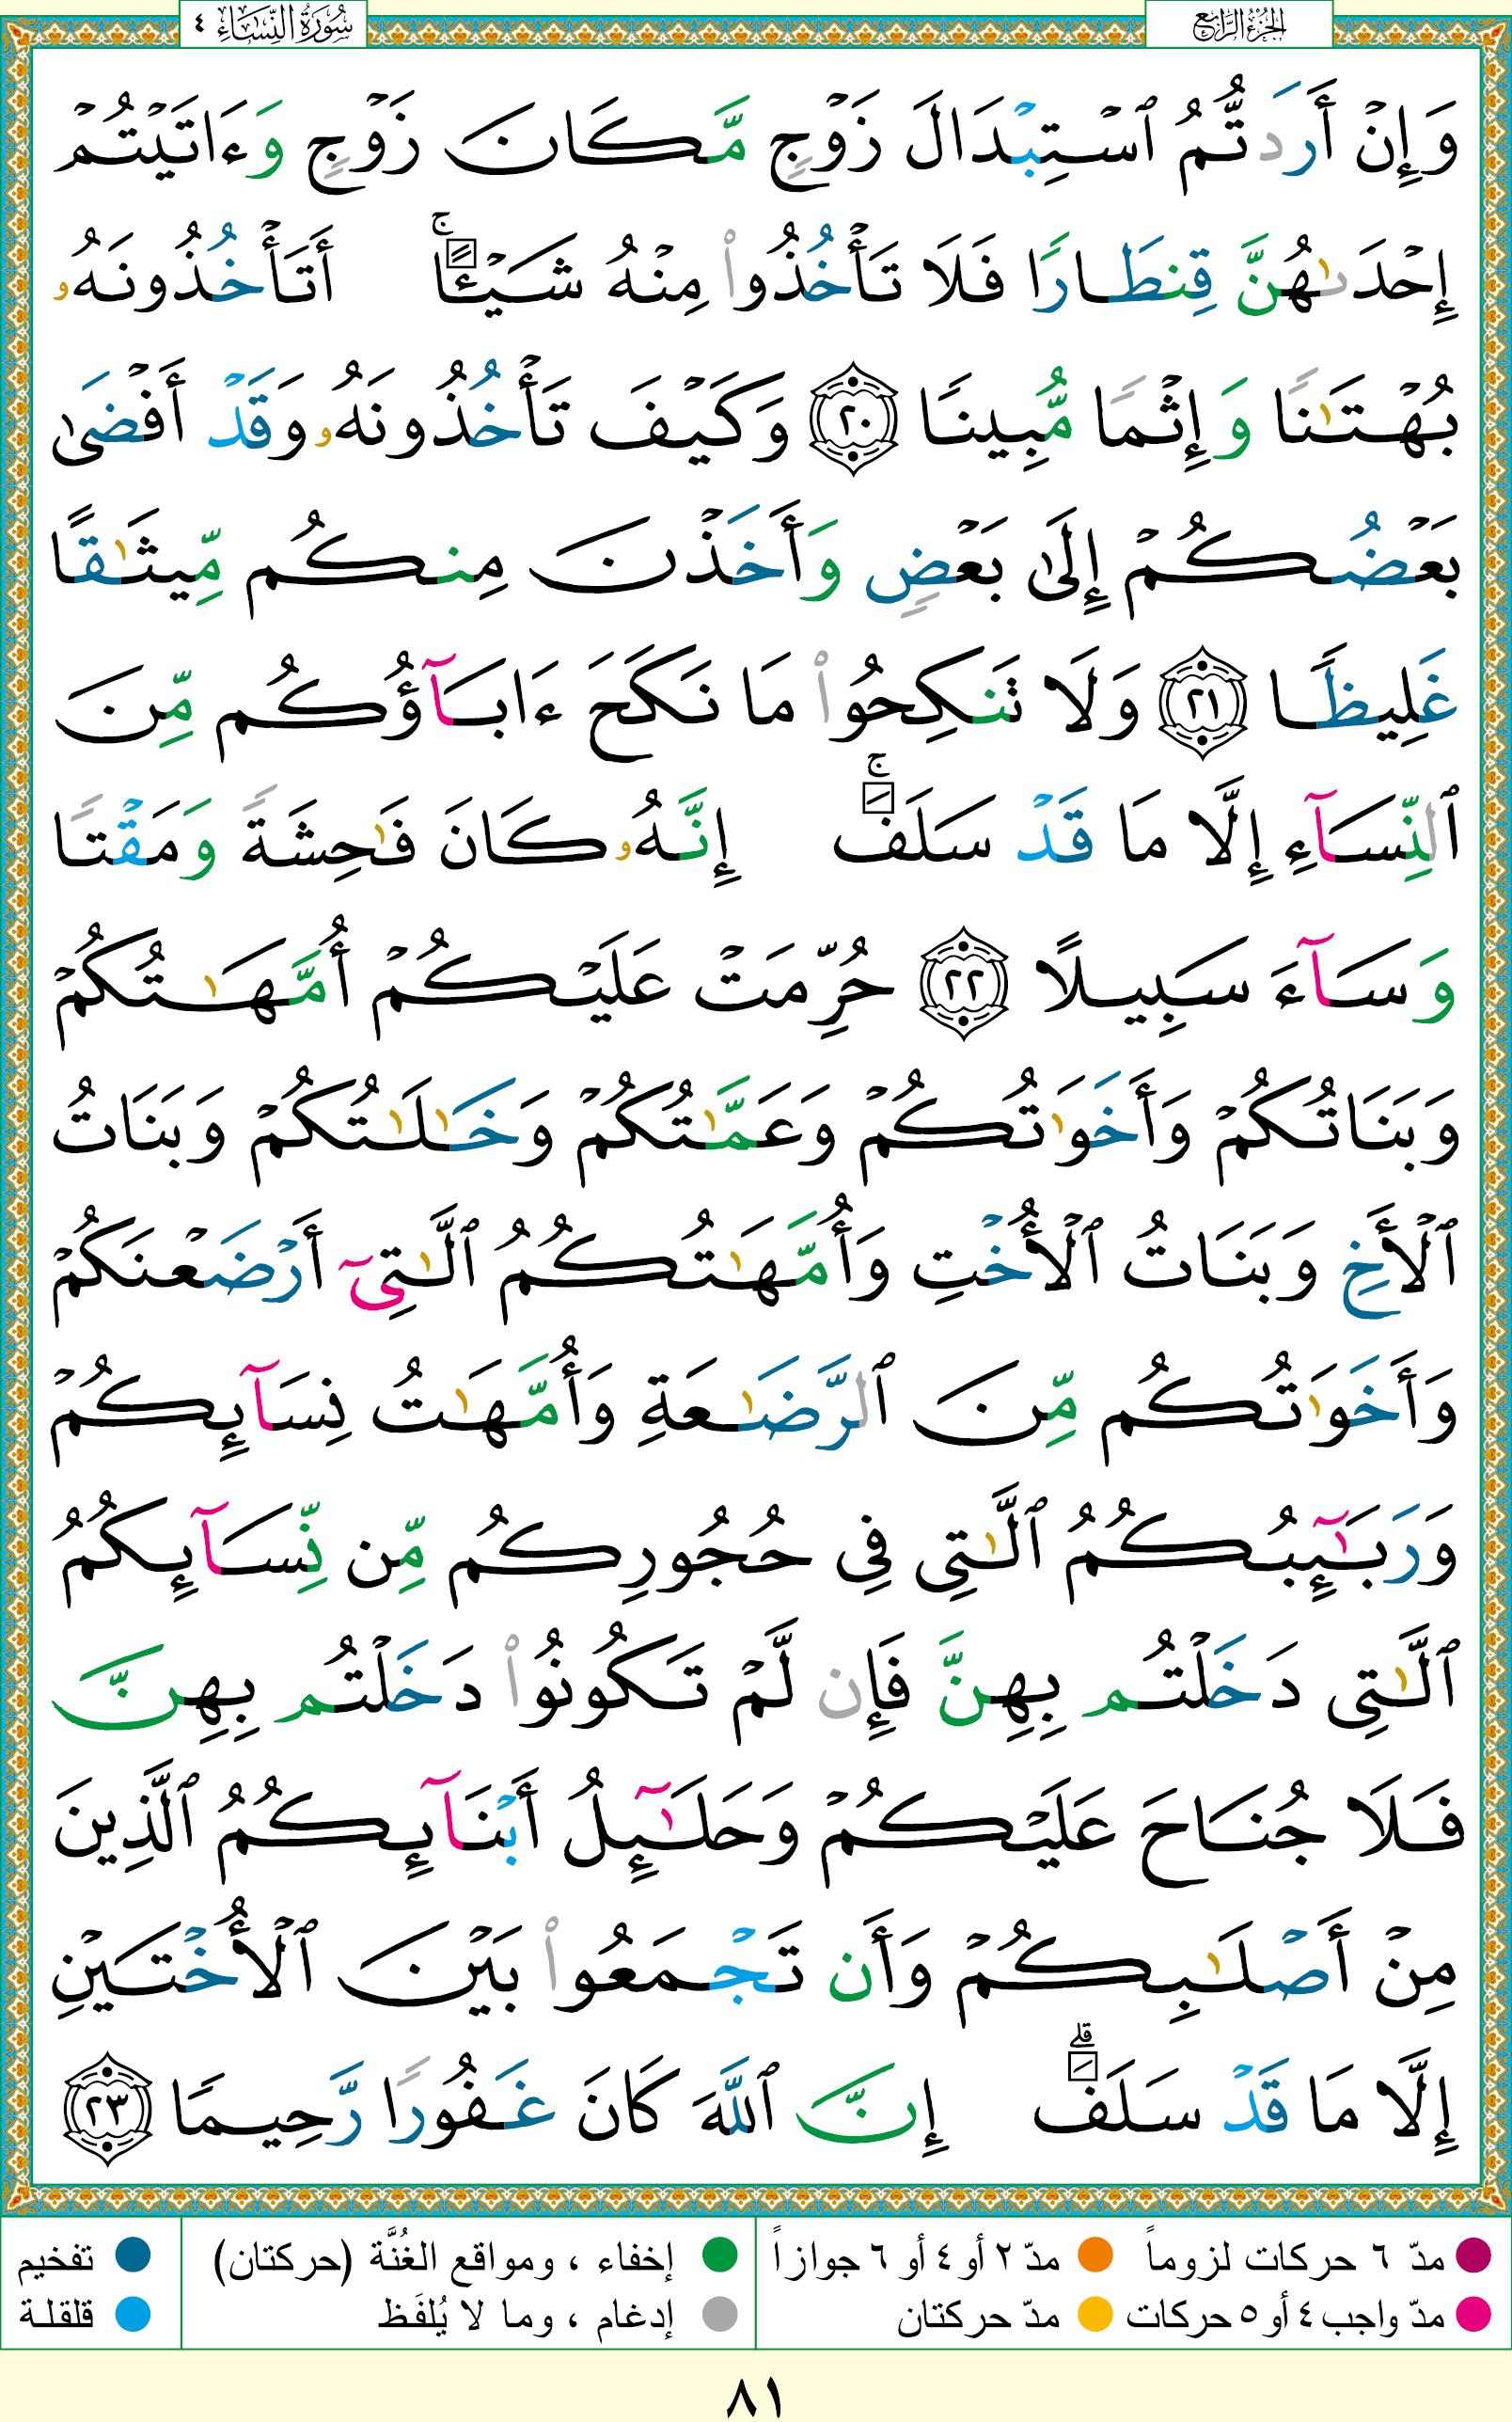 الجزء الرابع
سُورَةُ النِّسَاءِ ٤
وَإِنْ أَرَدتُّمُ ٱسْتِبْدَالَ زَوْجٍ مَّكَانَ زَوْجٍ وَءَاتَيْتُمْ
إِحْدَىٰهُنَّ قِنطَارًا فَلَا تَأْخُذُوا۟ مِنْهُ شَيْـًٔا ۚ أَتَأْخُذُونَهُۥ
بُهْتَـٰنًا وَإِثْمًا مُّبِينًا ٢٠ وَكَيْفَ تَأْخُذُونَهُۥ وَقَدْ أَفْضَىٰ
بَعْضُكُمْ إِلَىٰ بَعْضٍ وَأَخَذْنَ مِنكُم مِّيثَـٰقًا
غَلِيظًا ٢١ وَلَا تَنكِحُوا۟ مَا نَكَحَ ءَابَآؤُكُم مِّنَ
ٱلنِّسَآءِ إِلَّا مَا قَدْ سَلَفَ ۚ إِنَّهُۥ كَانَ فَـٰحِشَةً وَمَقْتًا
وَسَآءَ سَبِيلًا ٢٢ حُرِّمَتْ عَلَيْكُمْ أُمَّهَـٰتُكُمْ
وَبَنَاتُكُمْ وَأَخَوَٰتُكُمْ وَعَمَّـٰتُكُمْ وَخَـٰلَـٰتُكُمْ وَبَنَاتُ
ٱلْأَخِ وَبَنَاتُ ٱلْأُخْتِ وَأُمَّهَـٰتُكُمُ ٱلَّـٰتِىٓ أَرْضَعْنَكُمْ
وَأَخَوَٰتُكُم مِّنَ ٱلرَّضَـٰعَةِ وَأُمَّهَـٰتُ نِسَآئِكُمْ
وَرَبَـٰٓئِبُكُمُ ٱلَّـٰتِى فِى حُجُورِكُم مِّن نِّسَآئِكُمُ
ٱلَّـٰتِى دَخَلْتُم بِهِنَّ فَإِن لَّمْ تَكُونُوا۟ دَخَلْتُم بِهِنَّ
فَلَا جُنَاحَ عَلَيْكُمْ وَحَلَـٰٓئِلُ أَبْنَآئِكُمُ ٱلَّذِينَ
مِنْ أَصْلَـٰبِكُمْ وَأَن تَجْمَعُوا۟ بَيْنَ ٱلْأُخْتَيْنِ
إِلَّا مَا قَدْ سَلَفَ ۗ إِنَّ ٱللَّهَ كَانَ غَفُورًا رَّحِيمًا ٢٣
مدّ ٦ حركات لزوماً مدّ ٢ أو ٤ أو ٦ جوازاً إخفاء ، ومواقع الغُنَّة (حركتان) تفخيم
مدّ واجب ٤ أو ٥ حركات مدّ حركتان إدغام ، وما لا يُلفَظ قلقلة
٨١